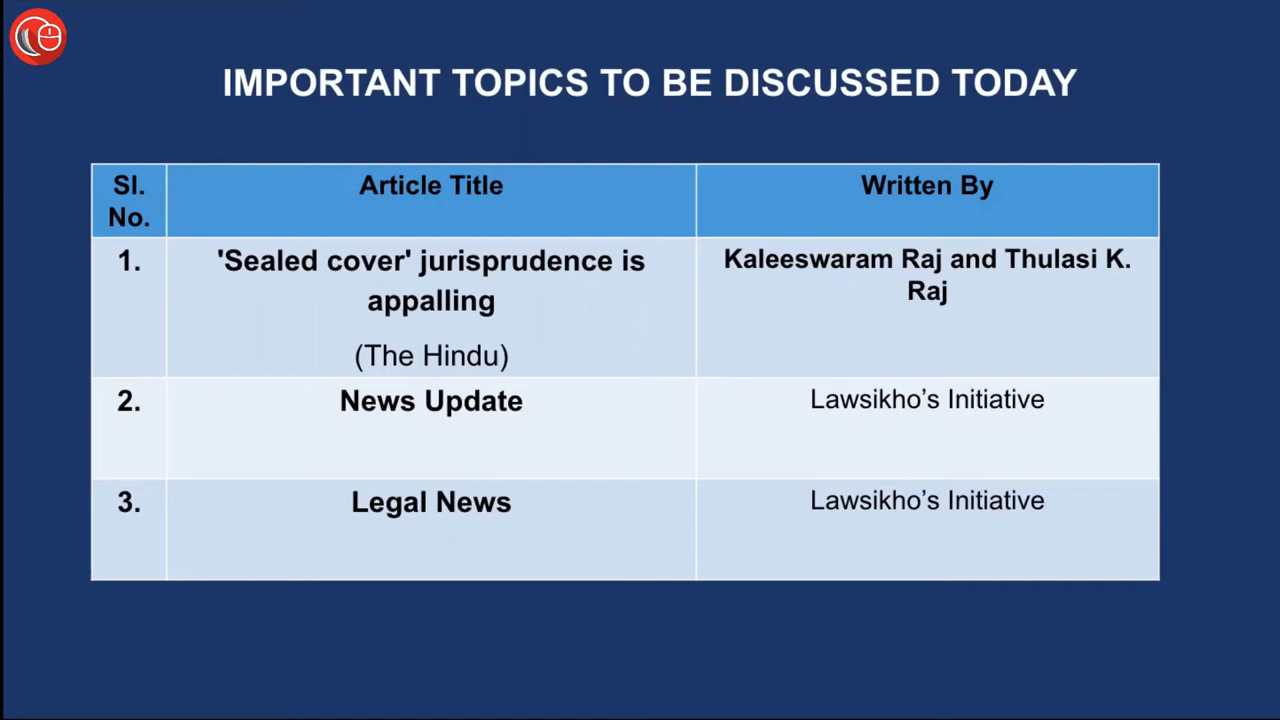 IMPORTANT TOPICS TO BE DISCUSSED TODAY
Sl.
No.
Article Title
Written By
1.
'Sealed cover' jurisprudence is
appalling
(The Hindu)
Kaleeswaram Raj and Thulasi K.
Raj
2.
News Update
Lawsikho’s Initiative
3.
Legal News
Lawsikho’s Initiative